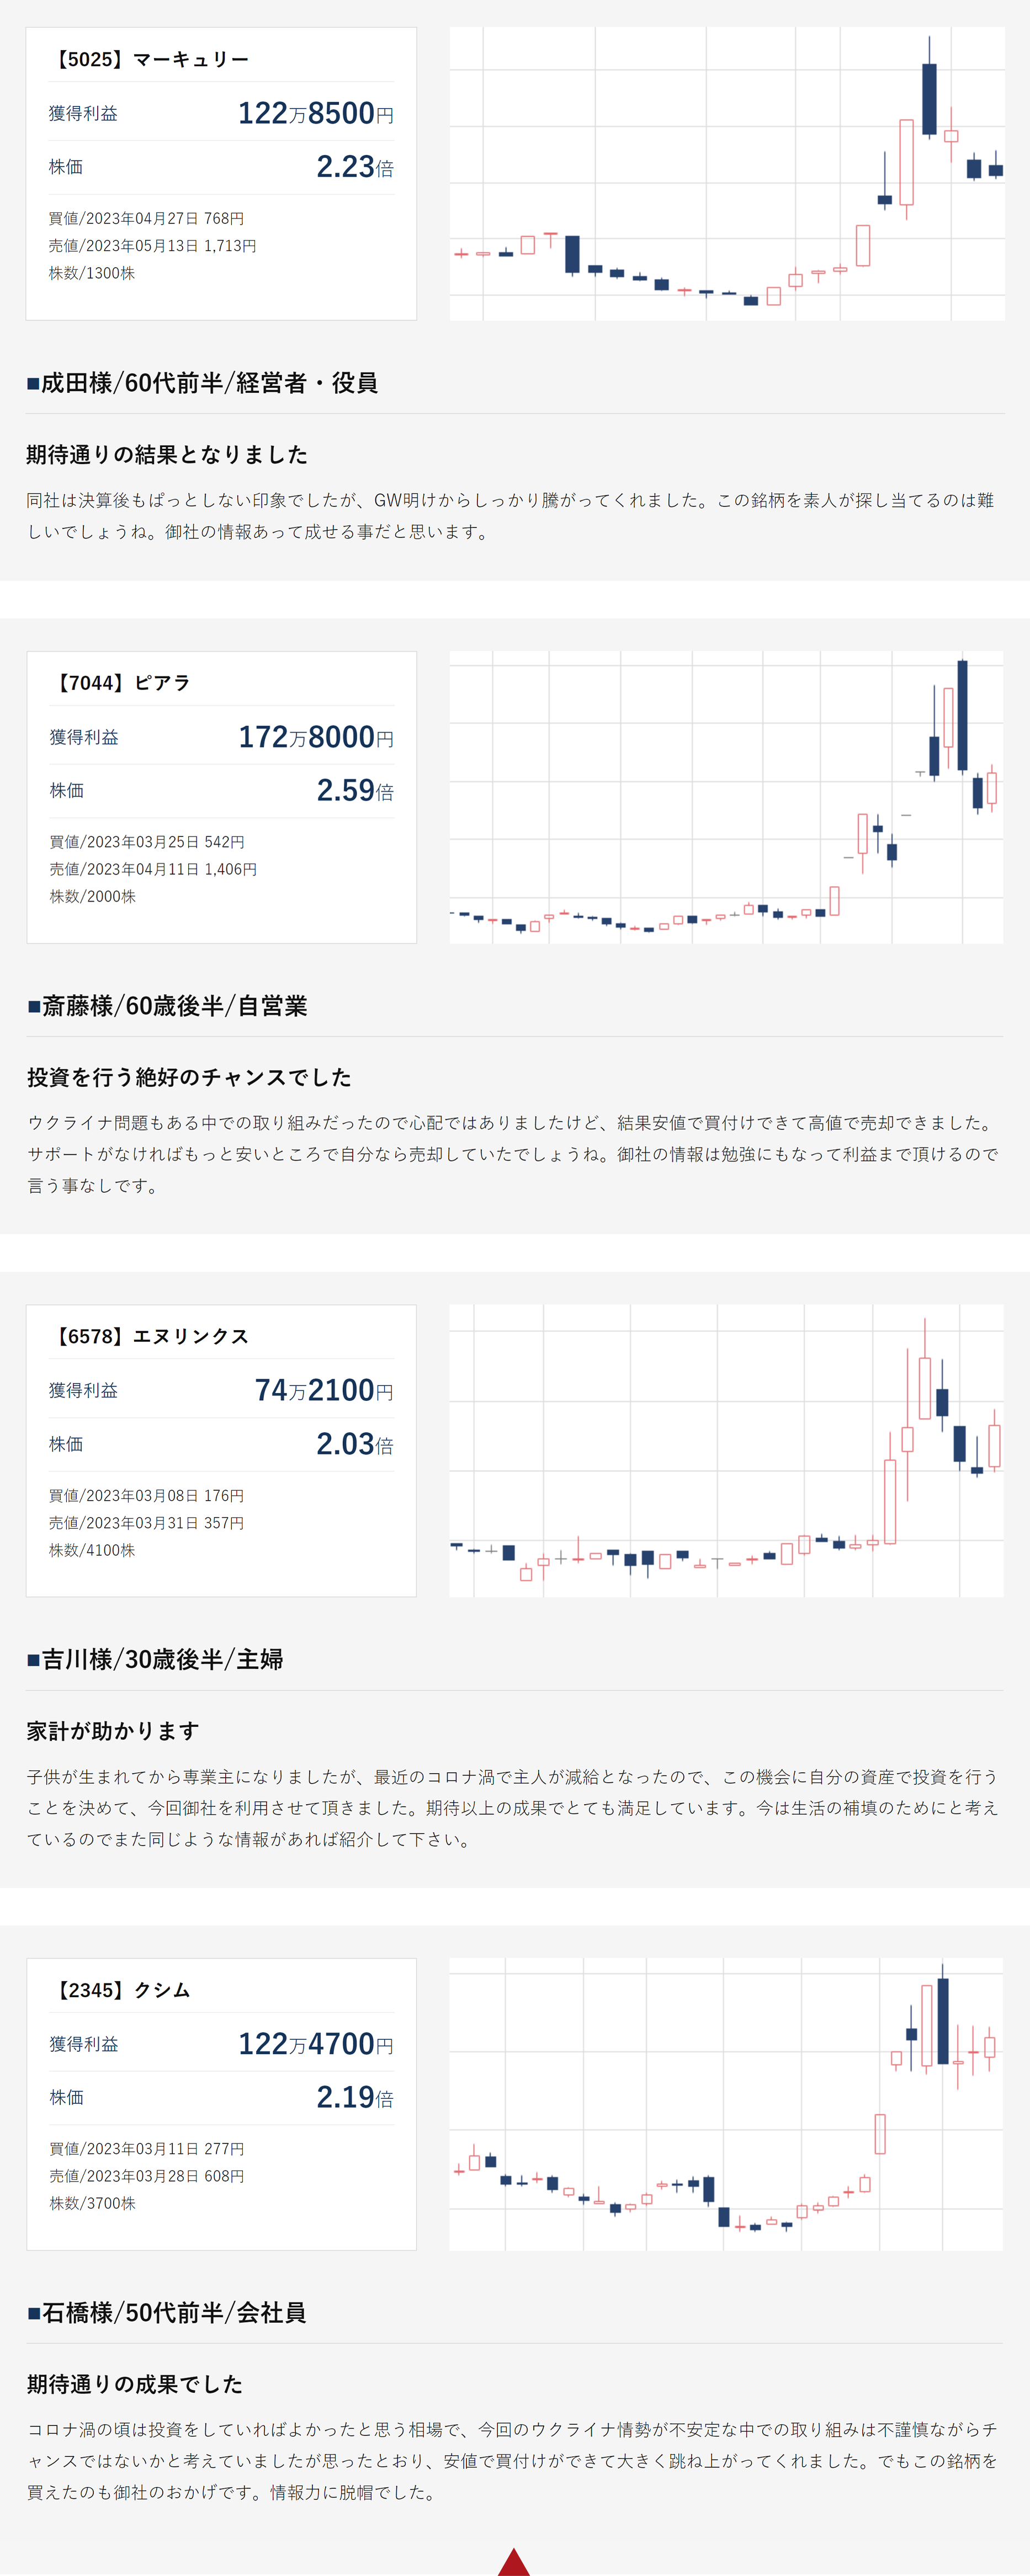 【5025】マーキュリー
獲得利益 122万8500円
株価 2.23倍
買値/2023年04月27日 768円
売値/2023年05月13日 1,713円
株数/1300株
■成田様/60代前半/経営者・役員
期待通りの結果となりました
同社は決算後もぱっとしない印象でしたが、GW明けからしっかり騰がってくれました。この銘柄を素人が探し当てるのは難
しいでしょうね。御社の情報あって成せる事だと思います。
【7044】ピアラ
獲得利益 172万8000円
株価 2.59倍
買値/2023年03月25日 542円
売値/2023年04月11日 1,406円
株数/2000株
■斎藤様/60歳後半/自営業
投資を行う絶好のチャンスでした
ウクライナ問題もある中での取り組みだったので心配ではありましたけど、結果安値で買付けできて高値で売却できました。
サポートがなければもっと安いところで自分なら売却していたでしょうね。御社の情報は勉強にもなって利益まで頂けるので
言う事なしです。
【6578】エヌリンクス
獲得利益 74万2100円
株価 2.03倍
買値/2023年03月08日 176円
売値/2023年03月31日 357円
株数/4100株
■吉川様/30歳後半/主婦
家計が助かります
子供が生まれてから専業主になりましたが、最近のコロナ渦で主人が減給となったので、この機会に自分の資産で投資を行う
ことを決めて、今回御社を利用させて頂きました。期待以上の成果でとても満足しています。今は生活の補填のためにと考え
ているのでまた同じような情報があれば紹介して下さい。
【2345】クシム
獲得利益 122万4700円
株価 2.19倍
買値/2023年03月11日 277円
売値/2023年03月28日 608円
株数/3700株
■石橋様/50代前半/会社員
期待通りの成果でした
コロナ渦の頃は投資をしていればよかったと思う相場で、今回のウクライナ情勢が不安定な中での取り組みは不謹慎ながらチ
ャンスではないかと考えていましたが思ったとおり、安値で買付けができて大きく跳ね上がってくれました。でもこの銘柄を
買えたのも御社のおかげです。情報力に脱帽でした。